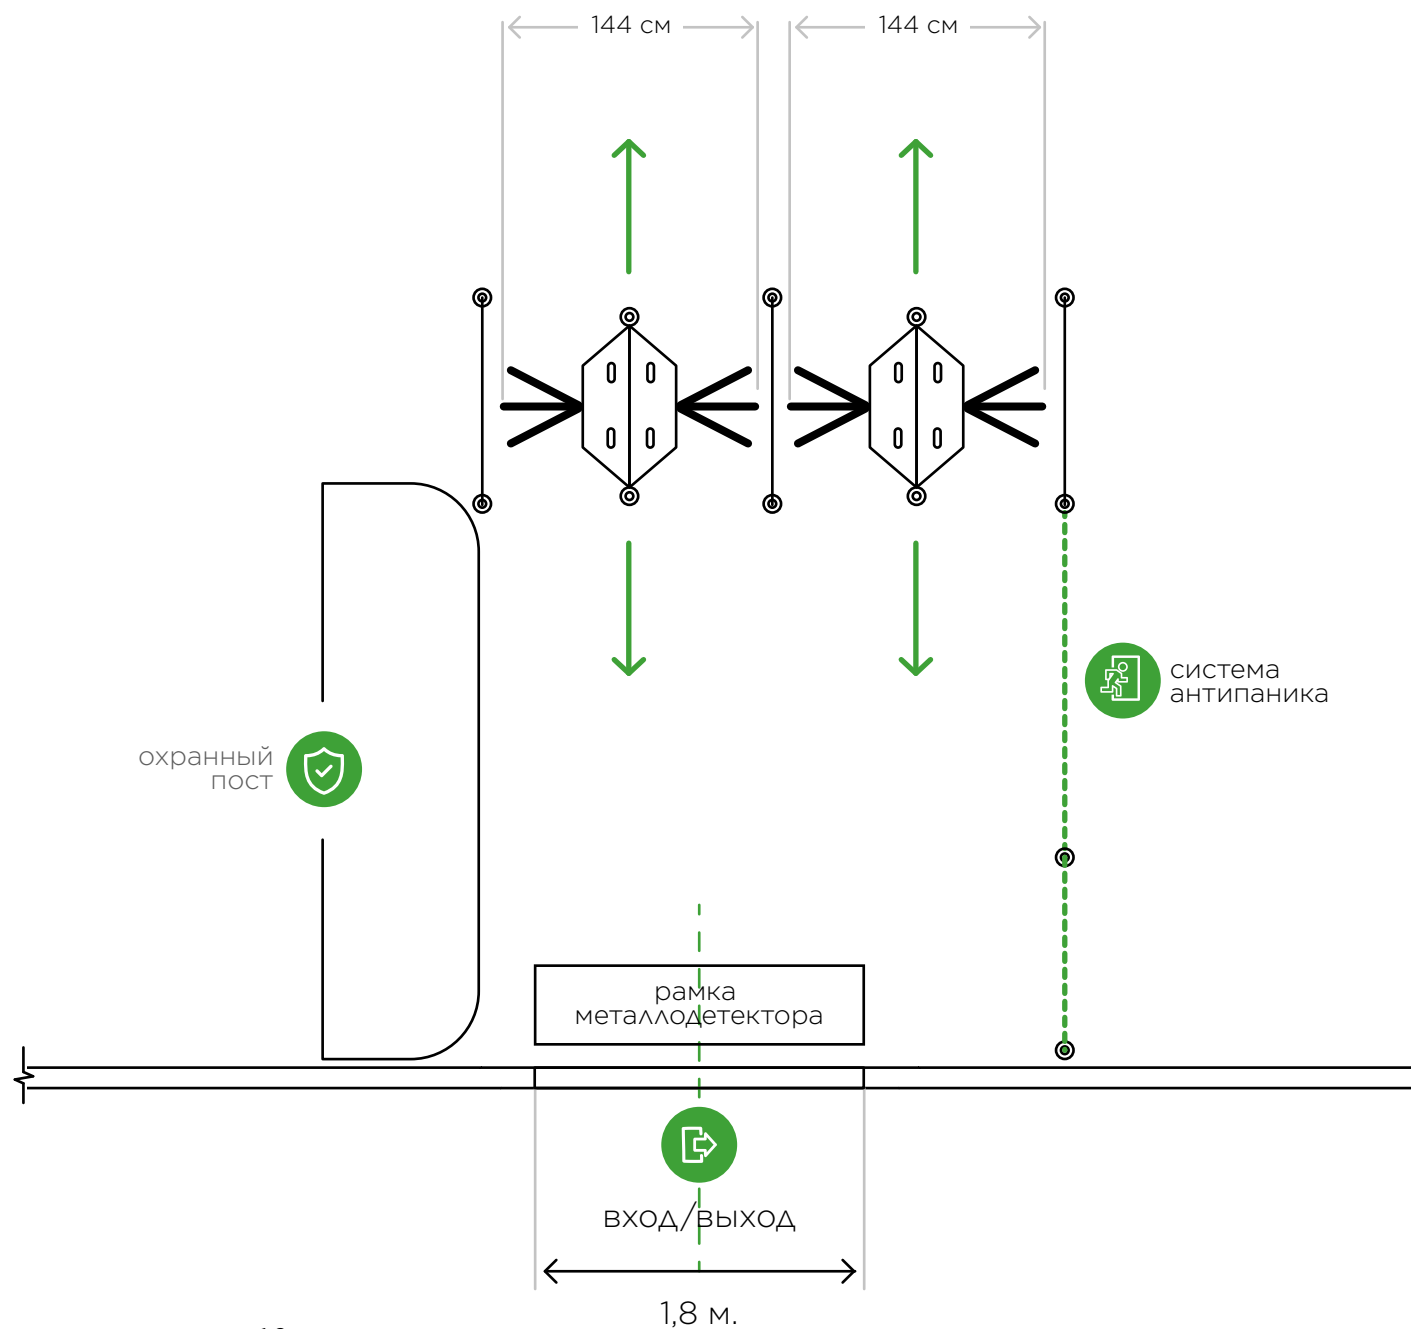 144 см
144 см
система
антипаника
охранный
пост
рамка
металлодетектора
вход/выход
1,8 м.